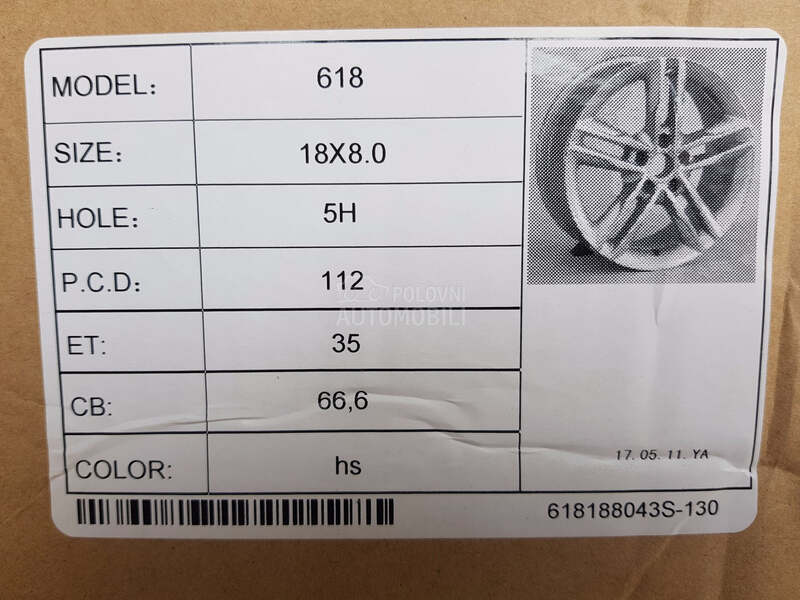 MODEL: 618
SIZE: 18X8.0
HOLE: 5H
P.C.D: 112
POLOVNI
AUTOMOBILI
ET: 35
CB: 66,6
COLOR: hs
17. 05. 11. YA
618188043S-130